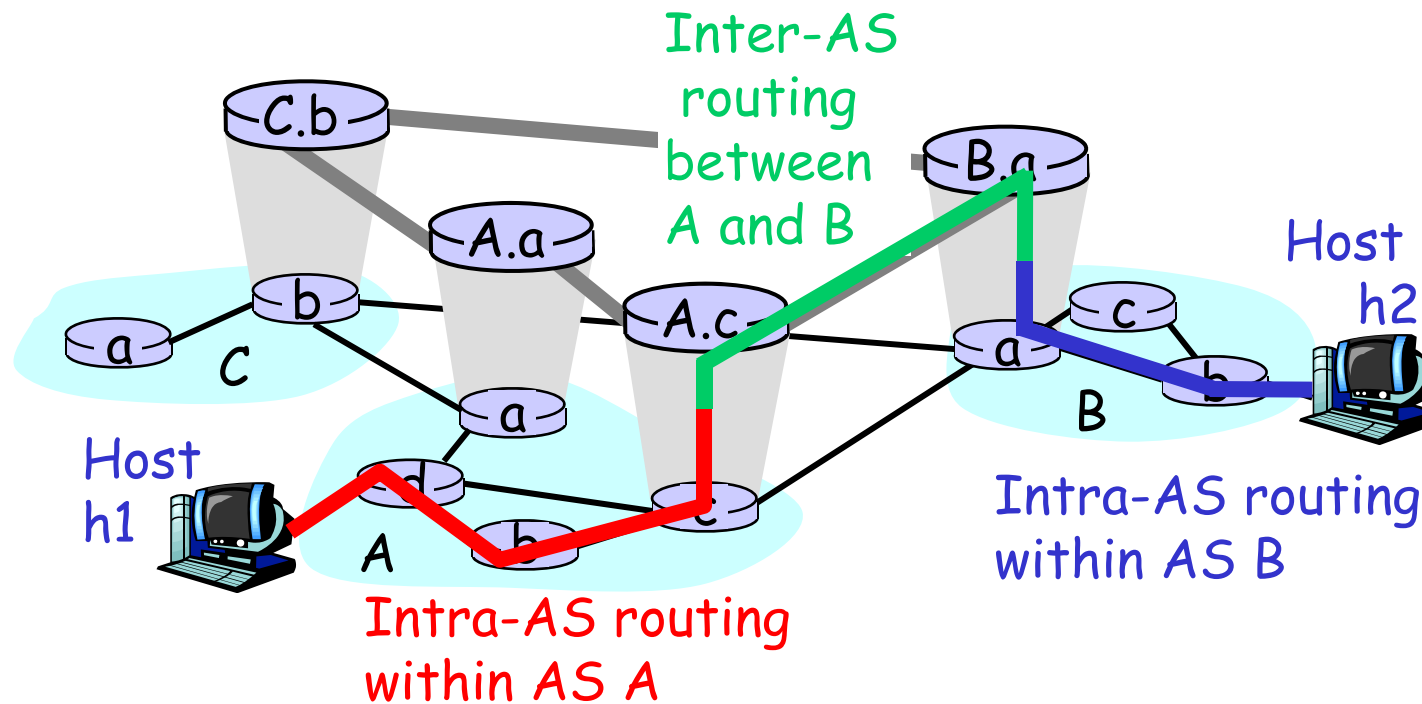 Inter-AS
routing
between
A and B
C.b
B.a
A.a
Host
h2
A.c
b
c
a
a
C
b
a
B
Host
h1
d
Intra-AS routing
within AS B
c
b
A
Intra-AS routing
within AS A